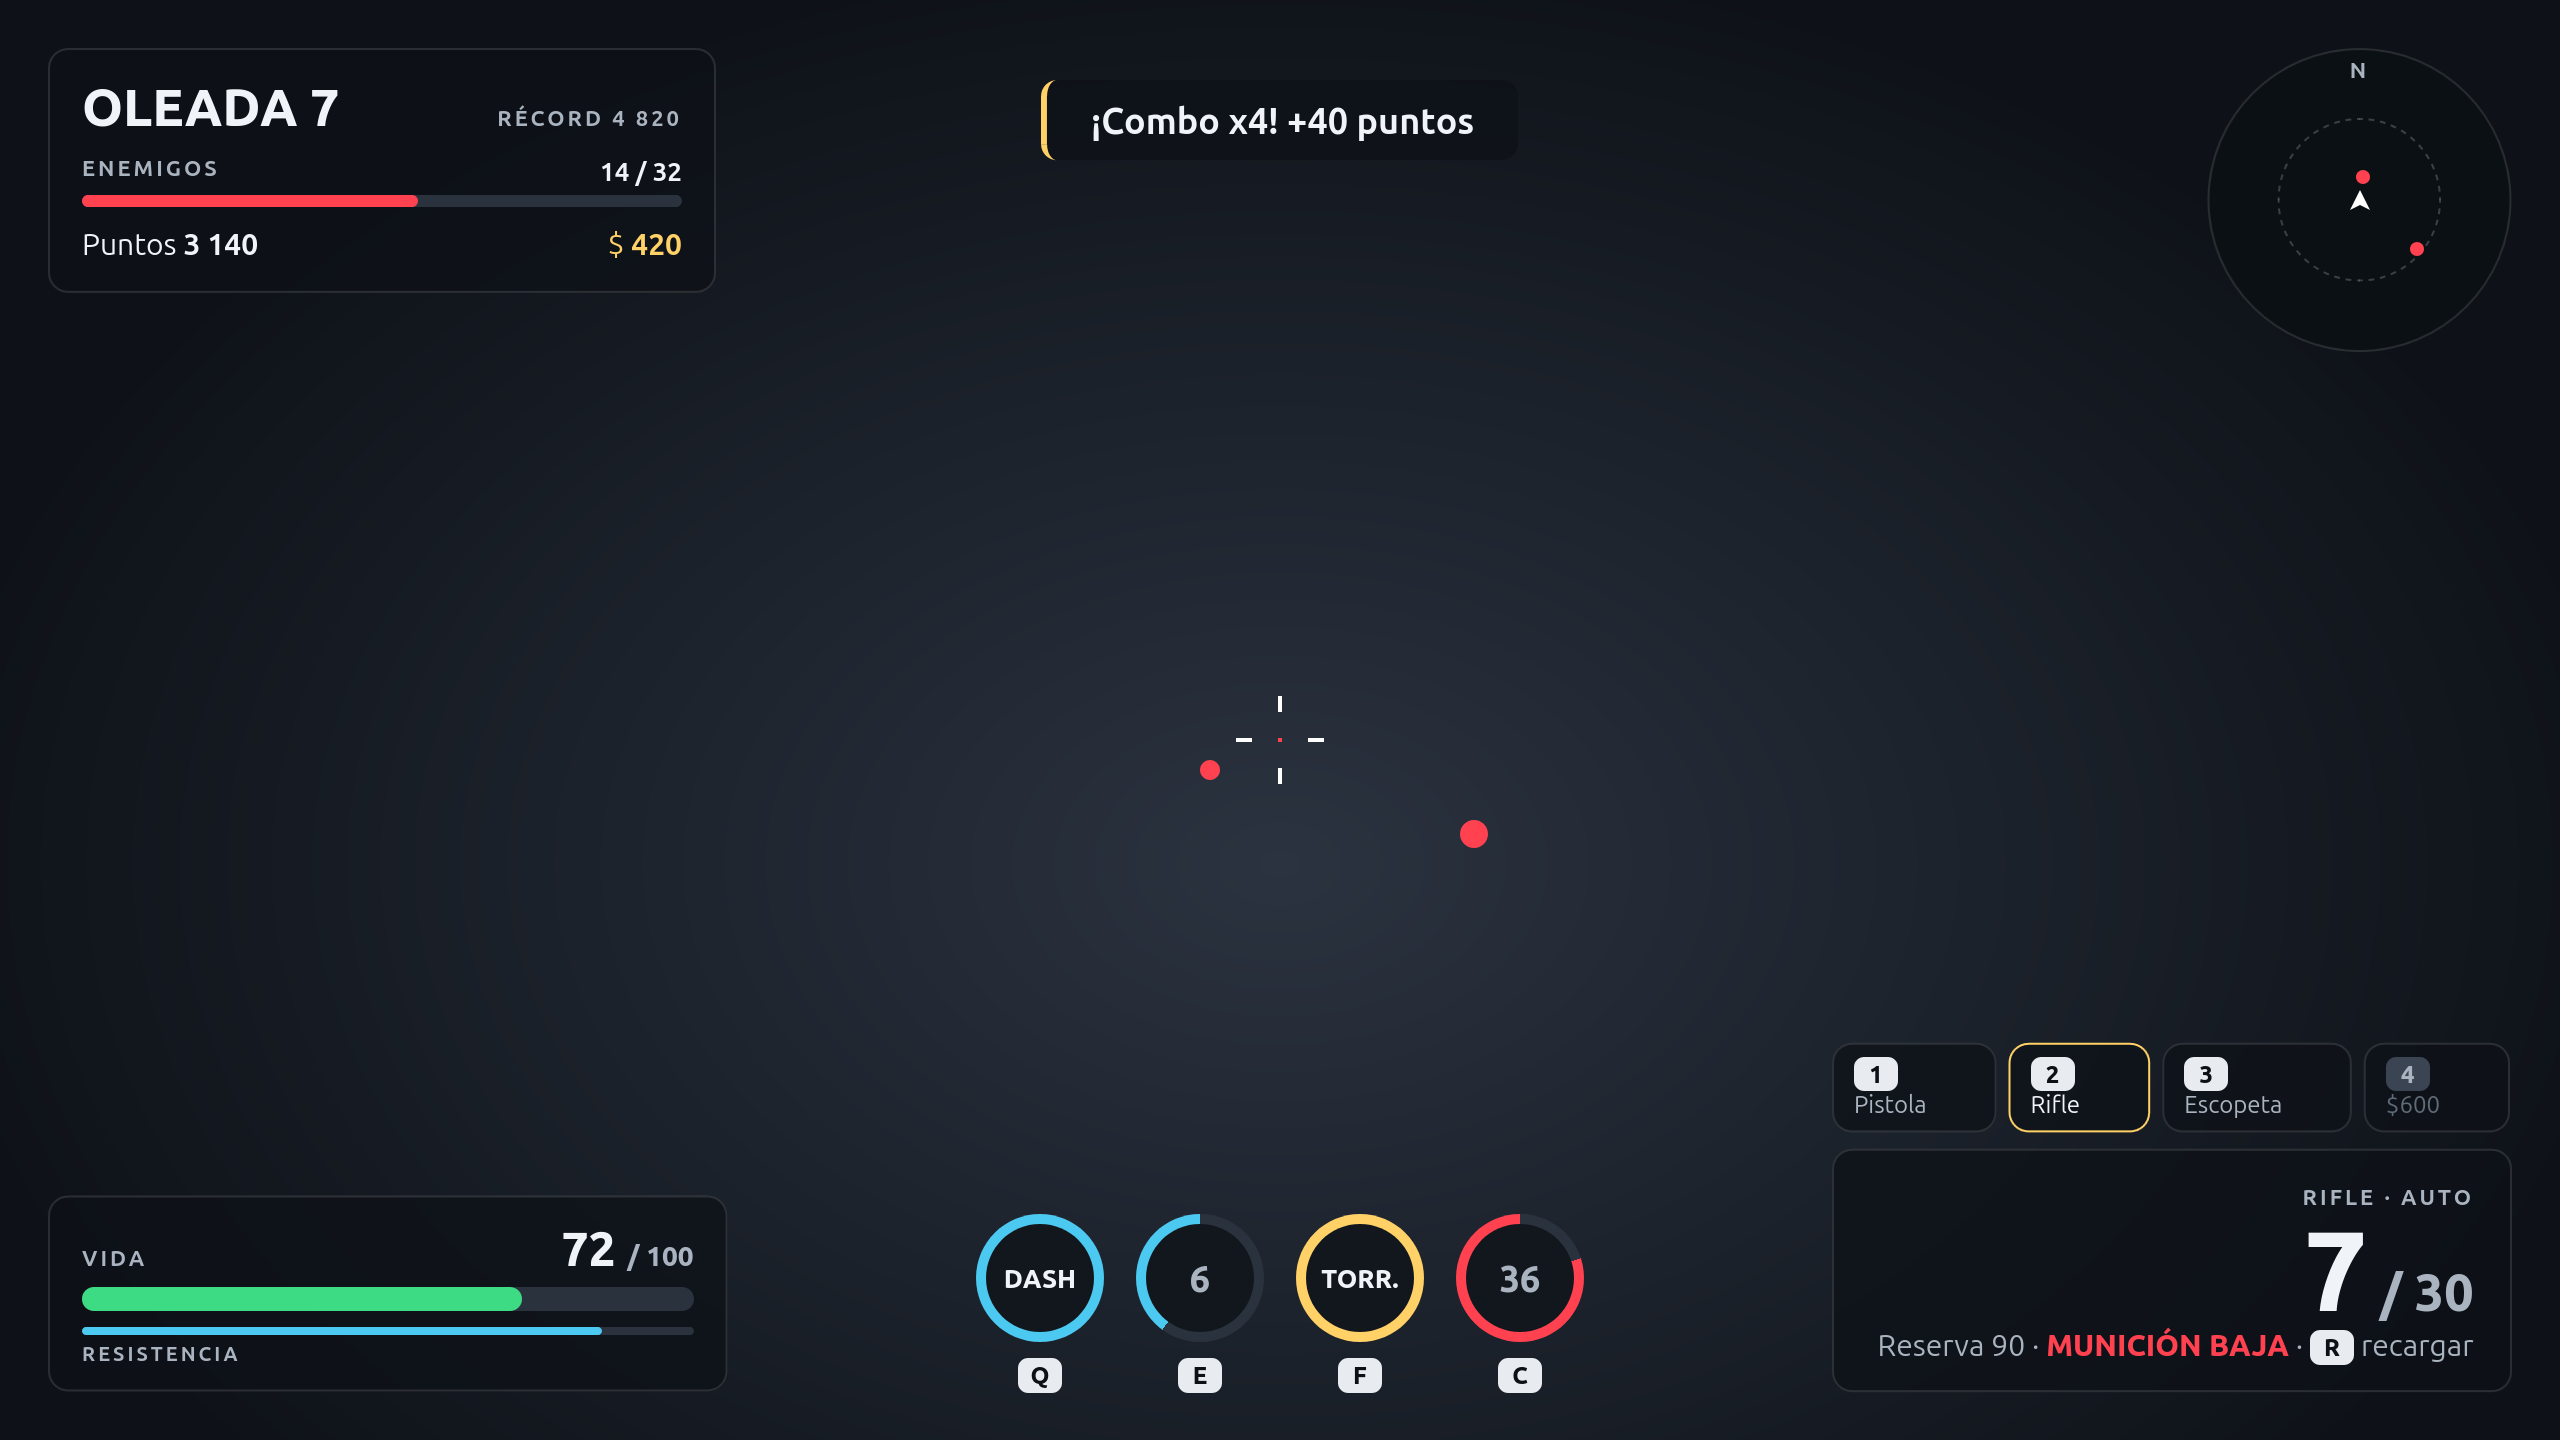 OLEADA 7
RÉCORD 4 820
ENEMIGOS
14 / 32
Puntos 3 140
$ 420
¡Combo x4! +40 puntos
N
1
Pistola
2
Rifle
3
Escopeta
4
$600
VIDA
72 / 100
RESISTENCIA
DASH
6
TORR.
36
Q
E
F
C
RIFLE · AUTO
7 / 30
Reserva 90 · MUNICIÓN BAJA · R recargar